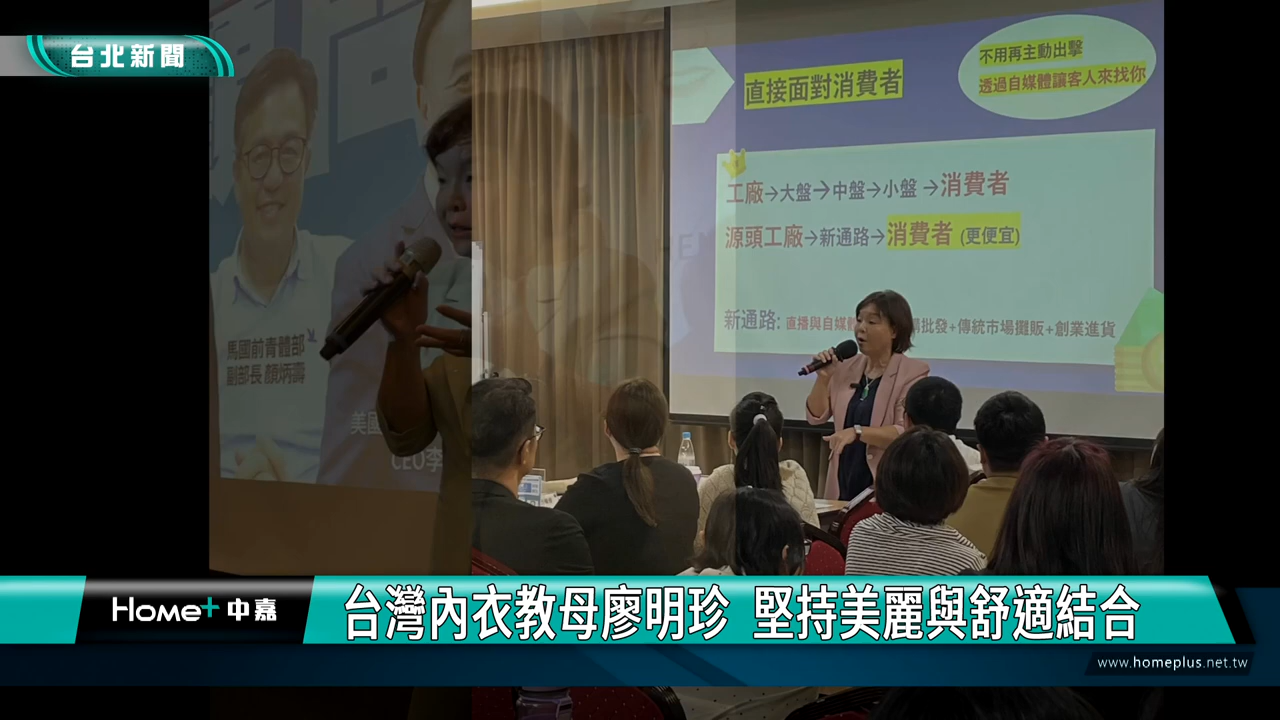 台北新聞
不用再主動出擊
透過自媒體讓客人來找你
直接面對消費者
工廠→大盤→中盤→小盤→消費者
源頭工廠→新通路→消費者 (更便宜)
新通路: 直播與自媒體
批發+傳統市場攤販+創業進貨
馬國前青體部
副部長 顏炳壽
美國
CEO李
Home+ 中嘉
台灣內衣教母廖明珍 堅持美麗與舒適結合
www.homeplus.net.tw